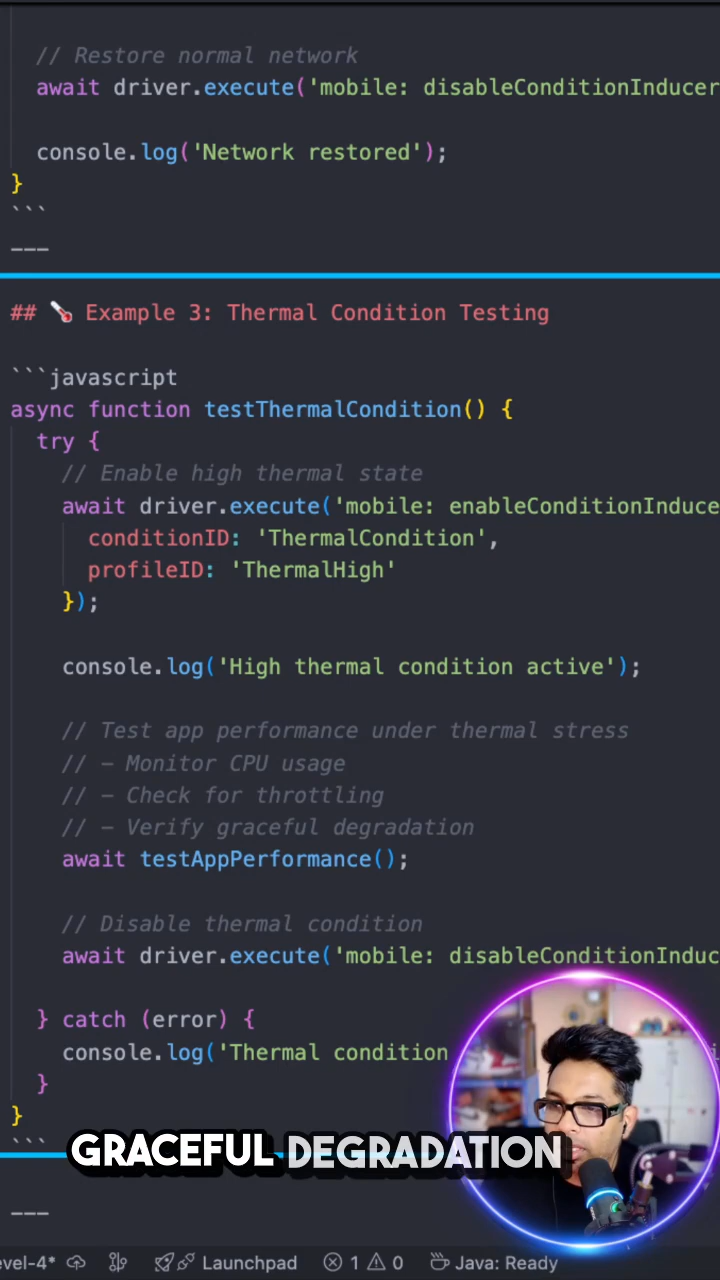 // Restore normal network
await driver.execute('mobile: disableConditionInducer
console.log('Network restored');
}
```
---
## Example 3: Thermal Condition Testing
```javascript
async function testThermalCondition() {
try {
// Enable high thermal state
await driver.execute('mobile: enableConditionInduce
conditionID: 'ThermalCondition',
profileID: 'ThermalHigh'
});
console.log('High thermal condition active');
// Test app performance under thermal stress
// - Monitor CPU usage
// - Check for throttling
// - Verify graceful degradation
await testAppPerformance();
// Disable thermal condition
await driver.execute('mobile: disableConditionInduc
} catch (error) {
console.log('Thermal condition
}
}
```
GRACEFUL DEGRADATION
---
evel-4* Launchpad 1 0 Java: Ready